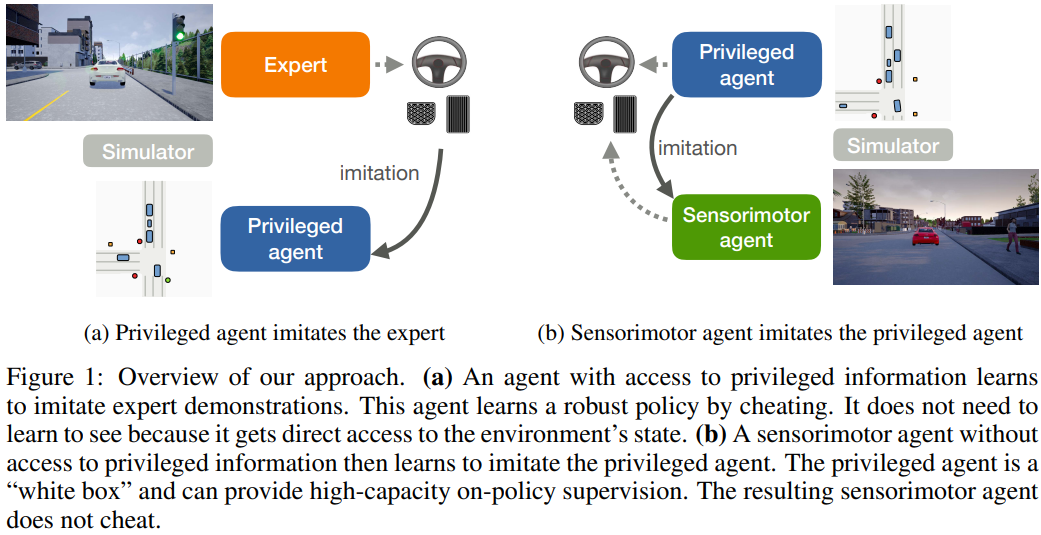 Expert
Simulator
imitation
Privileged
agent
Privileged
agent
imitation
Simulator
Sensorimotor
agent
(a) Privileged agent imitates the expert
(b) Sensorimotor agent imitates the privileged agent
Figure 1: Overview of our approach. (a) An agent with access to privileged information learns
to imitate expert demonstrations. This agent learns a robust policy by cheating. It does not need to
learn to see because it gets direct access to the environment’s state. (b) A sensorimotor agent without
access to privileged information then learns to imitate the privileged agent. The privileged agent is a
“white box” and can provide high-capacity on-policy supervision. The resulting sensorimotor agent
does not cheat.